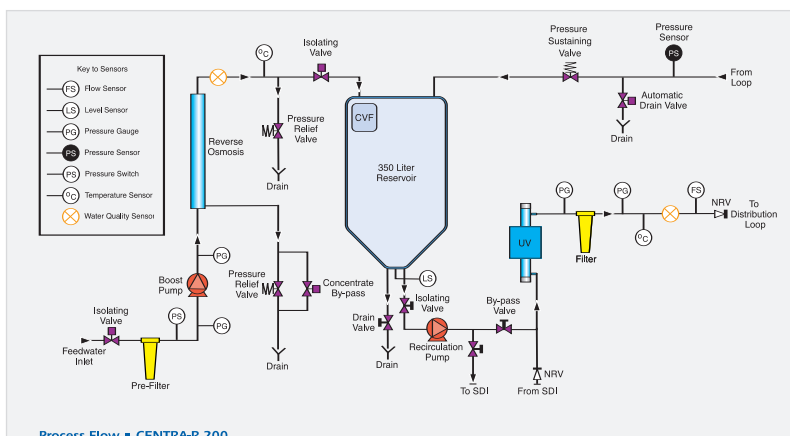 Key to Sensors
FS Flow Sensor
LS Level Sensor
PG Pressure Gauge
PS Pressure Sensor
PS Pressure Switch
°C Temperature Sensor
Water Quality Sensor
°C
Isolating
Valve
Pressure
Relief
Valve
Drain
Reverse
Osmosis
PG
Boost
Pump
Isolating
Valve
PS
PG
Feedwater
Inlet
Pre-Filter
Pressure
Relief
Valve
Concentrate
By-pass
Drain
CVF
350 Liter
Reservoir
LS
Drain
Valve
Drain
Isolating
Valve
Recirculation
Pump
By-pass
Valve
To SDI
NRV
From SDI
Pressure
Sustaining
Valve
Pressure
Sensor
PS
From
Loop
Automatic
Drain Valve
Drain
UV
PG
Filter
PG
°C
FS
NRV
To
Distribution
Loop
Process Flow ▪ CENTRA-R 200